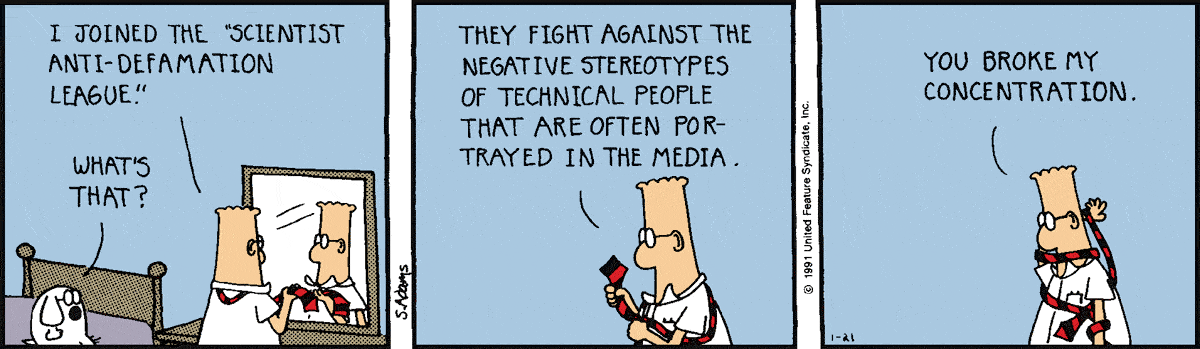 I JOINED THE "SCIENTIST
ANTI-DEFAMATION
LEAGUE."
WHAT'S
THAT?
S.Adams
THEY FIGHT AGAINST THE
NEGATIVE STEREOTYPES
OF TECHNICAL PEOPLE
THAT ARE OFTEN POR-
TRAYED IN THE MEDIA.
© 1991 United Feature Syndicate, Inc.
YOU BROKE MY
CONCENTRATION.
1-21